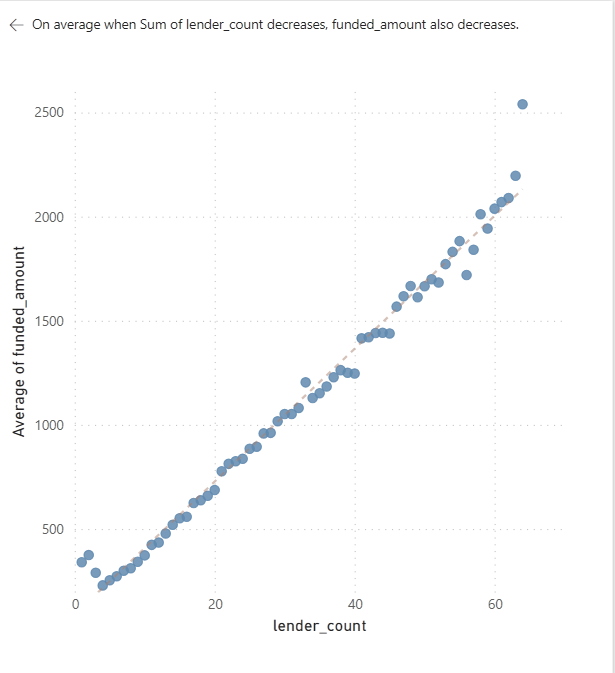 ← On average when Sum of lender_count decreases, funded_amount also decreases.
2500
2000
1500
1000
500
Average of funded_amount
0 20 40 60
lender_count